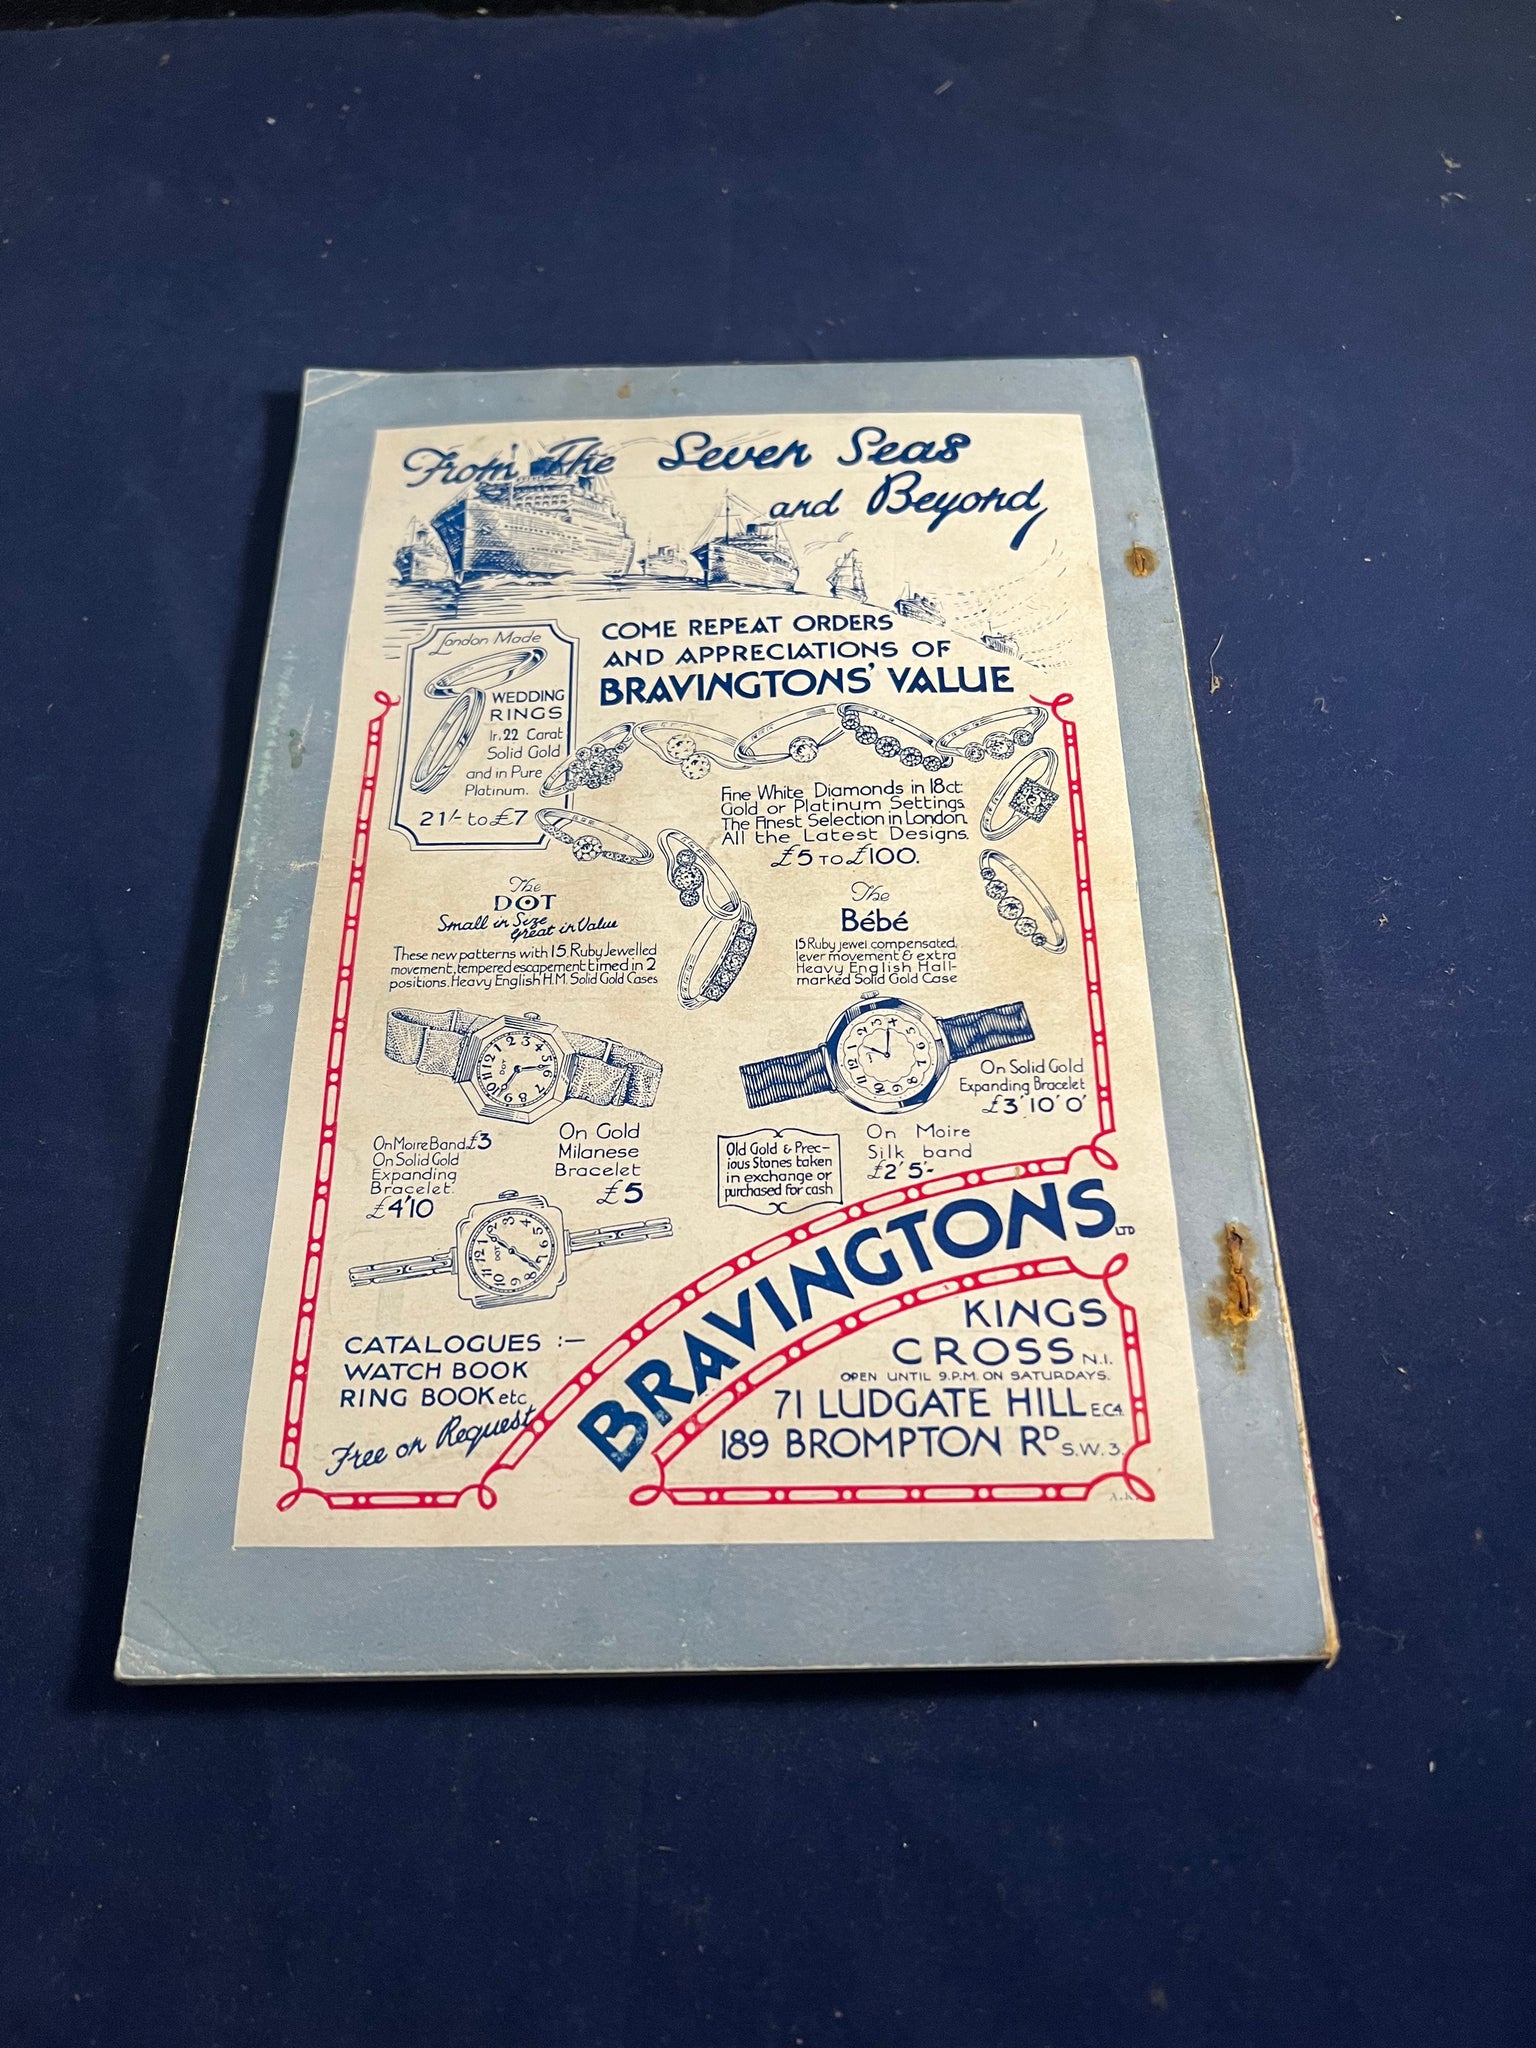 From The Seven Seas
and Beyond,
COME REPEAT ORDERS
AND APPRECIATIONS OF
BRAVINGTONS' VALUE
London Made
WEDDING
RINGS
Ir. 22 Carat
Solid Gold
and in Pure
Platinum.
21/- to £7
Fine White Diamonds in 18ct.
Gold or Platinum Settings.
The Finest Selection in London.
All the Latest Designs.
£5 TO £100.
The
DOT
Small in Size
Great in Value
These new patterns with 15 Ruby Jewelled
movement, tempered escapement timed in 2
positions. Heavy English H.M. Solid Gold Cases
The
Bébé
15 Ruby jewel compensated,
lever movement & extra
Heavy English Hall-
marked Solid Gold Case
DOT
On Solid Gold
Expanding Bracelet
£3'10'0'
On Moire Band £3
On Solid Gold
Expanding
Bracelet.
£4'10
On Gold
Milanese
Bracelet
£5
Old Gold & Prec-
ious Stones taken
in exchange or
purchased for cash
On Moire
Silk band
£2'5'-
DOT
BRAVINGTONS LTD
CATALOGUES :-
WATCH BOOK
RING BOOK etc
Free on Request
KINGS
CROSS N.1.
OPEN UNTIL 9.P.M. ON SATURDAYS.
71 LUDGATE HILL E.C.4.
189 BROMPTON RD S.W.3.